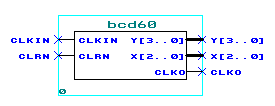 bcd60
CLKIN CLKIN Y[3..0] Y[3..0]
CLRN CLRN X[2..0] X[2..0]
CLKO CLKO
0